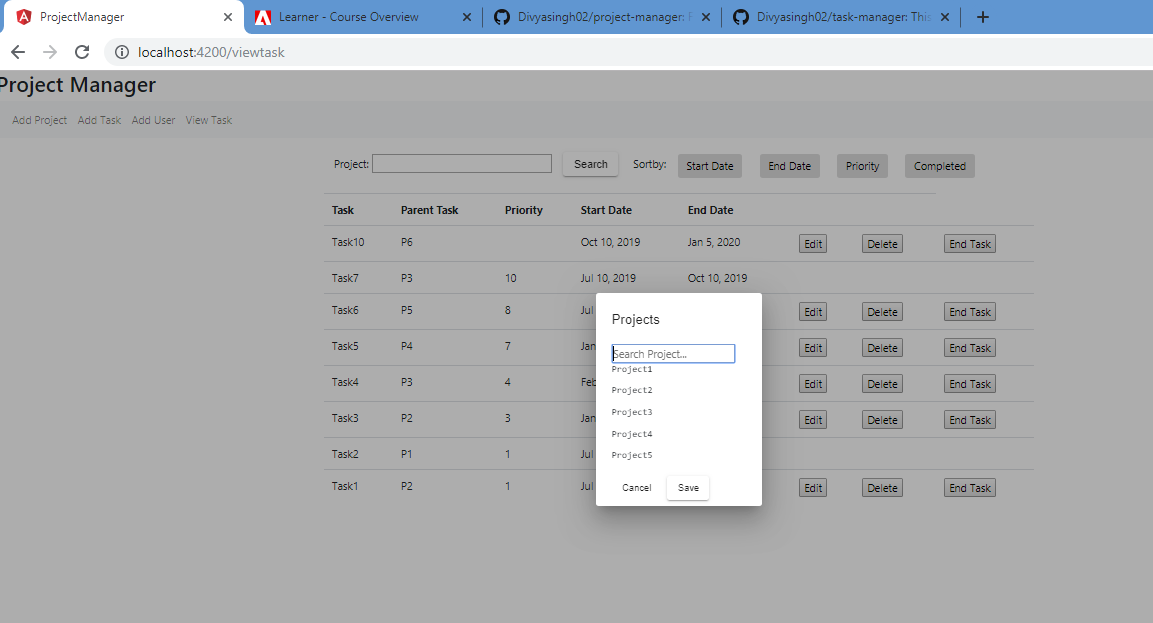 ProjectManager Learner - Course Overview Divyasingh02/project-manager: Divyasingh02/task-manager: This
localhost:4200/viewtask
Project Manager
Add Project Add Task Add User View Task
Project: Search Sortby: Start Date End Date Priority Completed
Task Parent Task Priority Start Date End Date
Task10 P6 Oct 10, 2019 Jan 5, 2020 Edit Delete End Task
Task7 P3 10 Jul 10, 2019 Oct 10, 2019
Task6 P5 8 Jul Edit Delete End Task
Task5 P4 7 Jan Edit Delete End Task
Task4 P3 4 Feb Edit Delete End Task
Task3 P2 3 Jan Edit Delete End Task
Task2 P1 1 Jul
Task1 P2 1 Jul Edit Delete End Task
Projects
Search Project...
Project1
Project2
Project3
Project4
Project5
Cancel Save